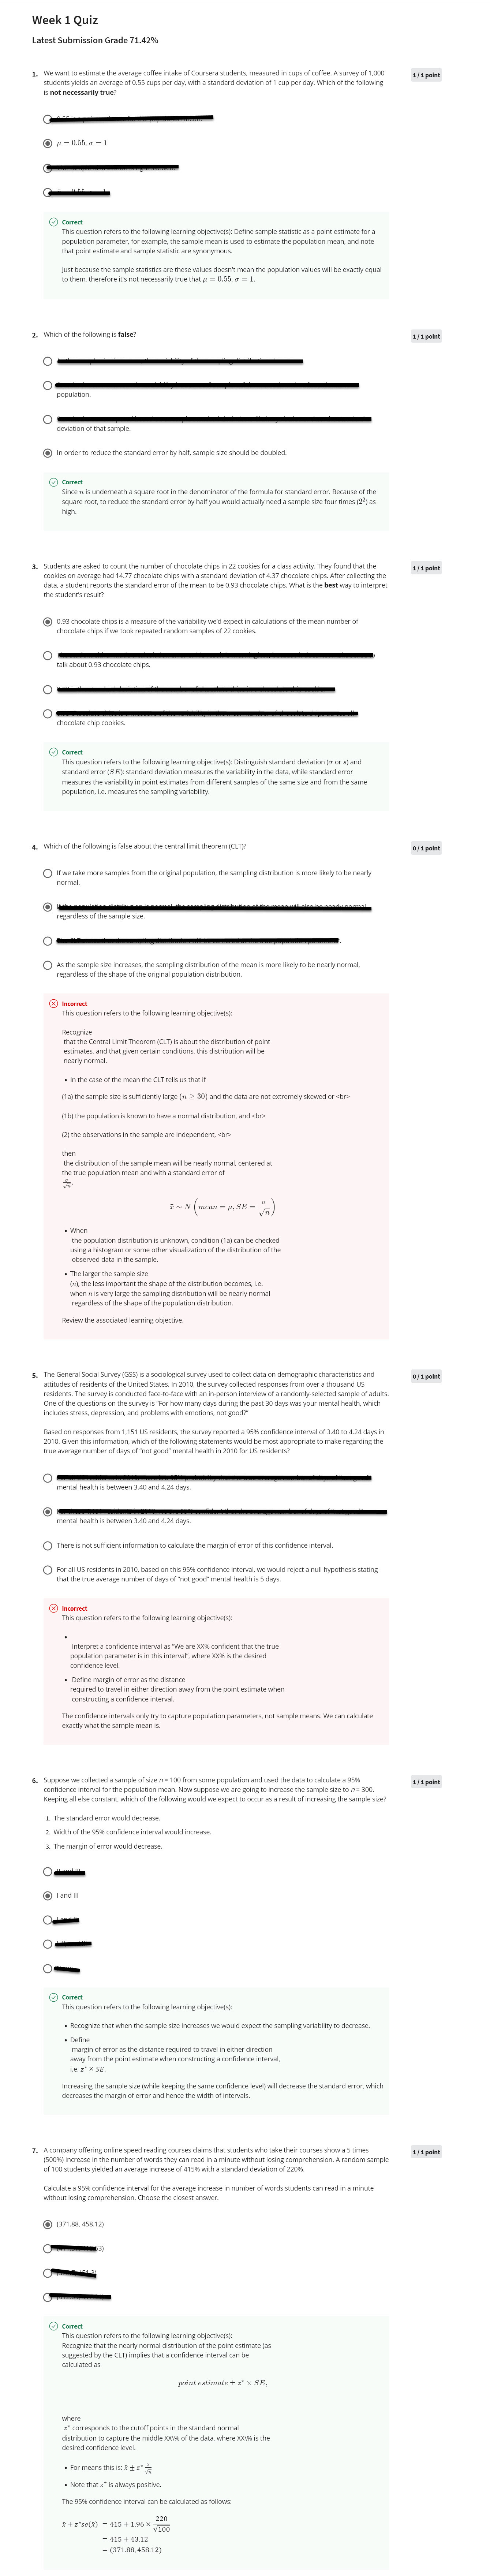 Week 1 Quiz
Latest Submission Grade 71.42%
1. We want to estimate the average coffee intake of Coursera students, measured in cups of coffee. A survey of 1,000
students yields an average of 0.55 cups per day, with a standard deviation of 1 cup per day. Which of the following
is not necessarily true?
1 / 1 point
μ = 0.55, σ = 1
Correct
This question refers to the following learning objective(s): Define sample statistic as a point estimate for a
population parameter, for example, the sample mean is used to estimate the population mean, and note
that point estimate and sample statistic are synonymous.
Just because the sample statistics are these values doesn't mean the population values will be exactly equal
to them, therefore it's not necessarily true that μ = 0.55, σ = 1.
2. Which of the following is false?
1 / 1 point
population.
deviation of that sample.
In order to reduce the standard error by half, sample size should be doubled.
Correct
Since n is underneath a square root in the denominator of the formula for standard error. Because of the
square root, to reduce the standard error by half you would actually need a sample size four times (2²) as
high.
3. Students are asked to count the number of chocolate chips in 22 cookies for a class activity. They found that the
cookies on average had 14.77 chocolate chips with a standard deviation of 4.37 chocolate chips. After collecting the
data, a student reports the standard error of the mean to be 0.93 chocolate chips. What is the best way to interpret
the student's result?
1 / 1 point
0.93 chocolate chips is a measure of the variability we'd expect in calculations of the mean number of
chocolate chips if we took repeated random samples of 22 cookies.
talk about 0.93 chocolate chips.
chocolate chip cookies.
Correct
This question refers to the following learning objective(s): Distinguish standard deviation (σ or s) and
standard error (SE): standard deviation measures the variability in the data, while standard error
measures the variability in point estimates from different samples of the same size and from the same
population, i.e. measures the sampling variability.
4. Which of the following is false about the central limit theorem (CLT)?
0 / 1 point
If we take more samples from the original population, the sampling distribution is more likely to be nearly
normal.
regardless of the sample size.
As the sample size increases, the sampling distribution of the mean is more likely to be nearly normal,
regardless of the shape of the original population distribution.
Incorrect
This question refers to the following learning objective(s):
Recognize
that the Central Limit Theorem (CLT) is about the distribution of point
estimates, and that given certain conditions, this distribution will be
nearly normal.
• In the case of the mean the CLT tells us that if
(1a) the sample size is sufficiently large (n ≥ 30) and the data are not extremely skewed or <br>
(1b) the population is known to have a normal distribution, and <br>
(2) the observations in the sample are independent, <br>
then
the distribution of the sample mean will be nearly normal, centered at
the true population mean and with a standard error of
σ/√n.
x̄ ~ N (mean = μ, SE = σ/√n)
• When
the population distribution is unknown, condition (1a) can be checked
using a histogram or some other visualization of the distribution of the
observed data in the sample.
• The larger the sample size
(n), the less important the shape of the distribution becomes, i.e.
when n is very large the sampling distribution will be nearly normal
regardless of the shape of the population distribution.
Review the associated learning objective.
5. The General Social Survey (GSS) is a sociological survey used to collect data on demographic characteristics and
attitudes of residents of the United States. In 2010, the survey collected responses from over a thousand US
residents. The survey is conducted face-to-face with an in-person interview of a randomly-selected sample of adults.
One of the questions on the survey is "For how many days during the past 30 days was your mental health, which
includes stress, depression, and problems with emotions, not good?"
0 / 1 point
Based on responses from 1,151 US residents, the survey reported a 95% confidence interval of 3.40 to 4.24 days in
2010. Given this information, which of the following statements would be most appropriate to make regarding the
true average number of days of "not good" mental health in 2010 for US residents?
mental health is between 3.40 and 4.24 days.
mental health is between 3.40 and 4.24 days.
There is not sufficient information to calculate the margin of error of this confidence interval.
For all US residents in 2010, based on this 95% confidence interval, we would reject a null hypothesis stating
that the true average number of days of "not good" mental health is 5 days.
Incorrect
This question refers to the following learning objective(s):
•
Interpret a confidence interval as "We are XX% confident that the true
population parameter is in this interval", where XX% is the desired
confidence level.
• Define margin of error as the distance
required to travel in either direction away from the point estimate when
constructing a confidence interval.
The confidence intervals only try to capture population parameters, not sample means. We can calculate
exactly what the sample mean is.
6. Suppose we collected a sample of size n = 100 from some population and used the data to calculate a 95%
confidence interval for the population mean. Now suppose we are going to increase the sample size to n = 300.
Keeping all else constant, which of the following would we expect to occur as a result of increasing the sample size?
1 / 1 point
1. The standard error would decrease.
2. Width of the 95% confidence interval would increase.
3. The margin of error would decrease.
I and III
Correct
This question refers to the following learning objective(s):
• Recognize that when the sample size increases we would expect the sampling variability to decrease.
• Define
margin of error as the distance required to travel in either direction
away from the point estimate when constructing a confidence interval,
i.e. z* × SE.
Increasing the sample size (while keeping the same confidence level) will decrease the standard error, which
decreases the margin of error and hence the width of intervals.
7. A company offering online speed reading courses claims that students who take their courses show a 5 times
(500%) increase in the number of words they can read in a minute without losing comprehension. A random sample
of 100 students yielded an average increase of 415% with a standard deviation of 220%.
1 / 1 point
Calculate a 95% confidence interval for the average increase in number of words students can read in a minute
without losing comprehension. Choose the closest answer.
(371.88, 458.12)
Correct
This question refers to the following learning objective(s):
Recognize that the nearly normal distribution of the point estimate (as
suggested by the CLT) implies that a confidence interval can be
calculated as
point estimate ± z* × SE,
where
z* corresponds to the cutoff points in the standard normal
distribution to capture the middle XX\% of the data, where XX\% is the
desired confidence level.
• For means this is: x̄ ± z* s/√n
• Note that z* is always positive.
The 95% confidence interval can be calculated as follows:
x̄ ± z*se(x̄) = 415 ± 1.96 × 220/√100
= 415 ± 43.12
= (371.88, 458.12)